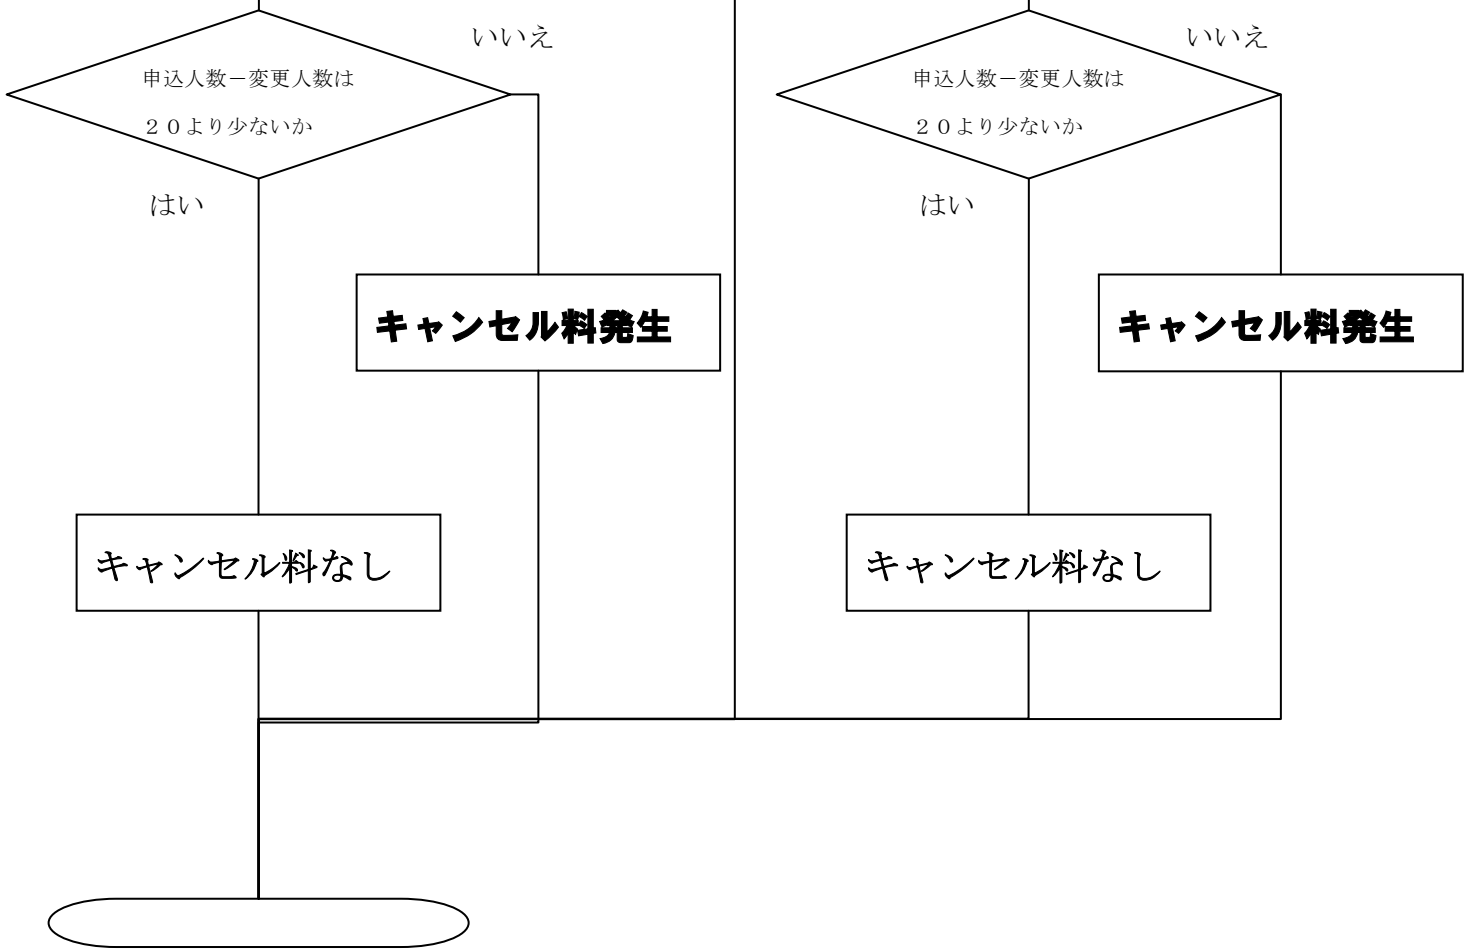 いいえ
いいえ
申込人数－変更人数は
２０より少ないか
申込人数－変更人数は
２０より少ないか
はい
はい
キャンセル料発生
キャンセル料発生
キャンセル料なし
キャンセル料なし